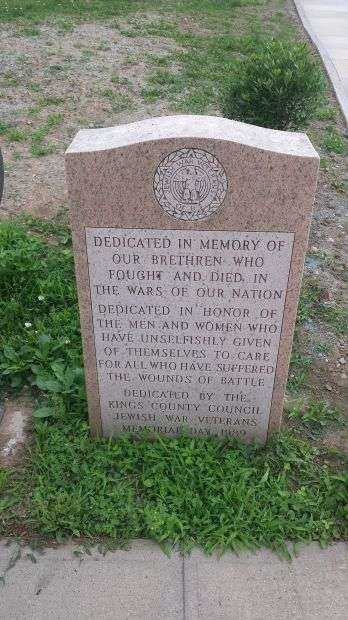 DEDICATED IN MEMORY OF
OUR BRETHREN WHO
FOUGHT AND DIED IN
THE WARS OF OUR NATION
DEDICATED IN HONOR OF
THE MEN AND WOMEN WHO
HAVE UNSELFISHLY GIVEN
OF THEMSELVES TO CARE
FOR ALL WHO HAVE SUFFERED
THE WOUNDS OF BATTLE
DEDICATED BY THE
KINGS COUNTY COUNCIL
JEWISH WAR VETERANS
MEMORIAL DAY 1989